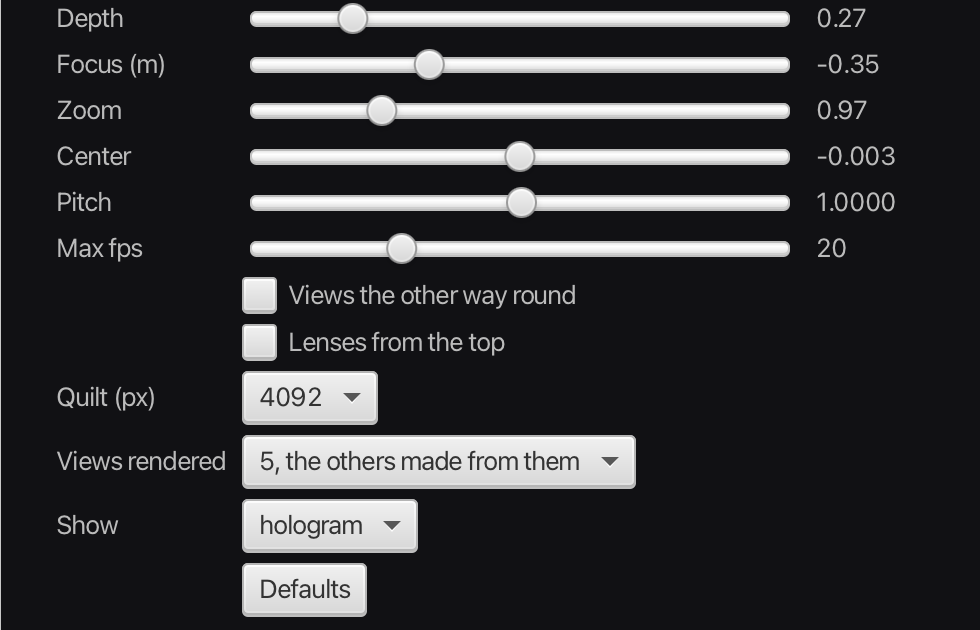 Depth 0.27
Focus (m) -0.35
Zoom 0.97
Center -0.003
Pitch 1.0000
Max fps 20
Views the other way round
Lenses from the top
Quilt (px) 4092
Views rendered 5, the others made from them
Show hologram
Defaults